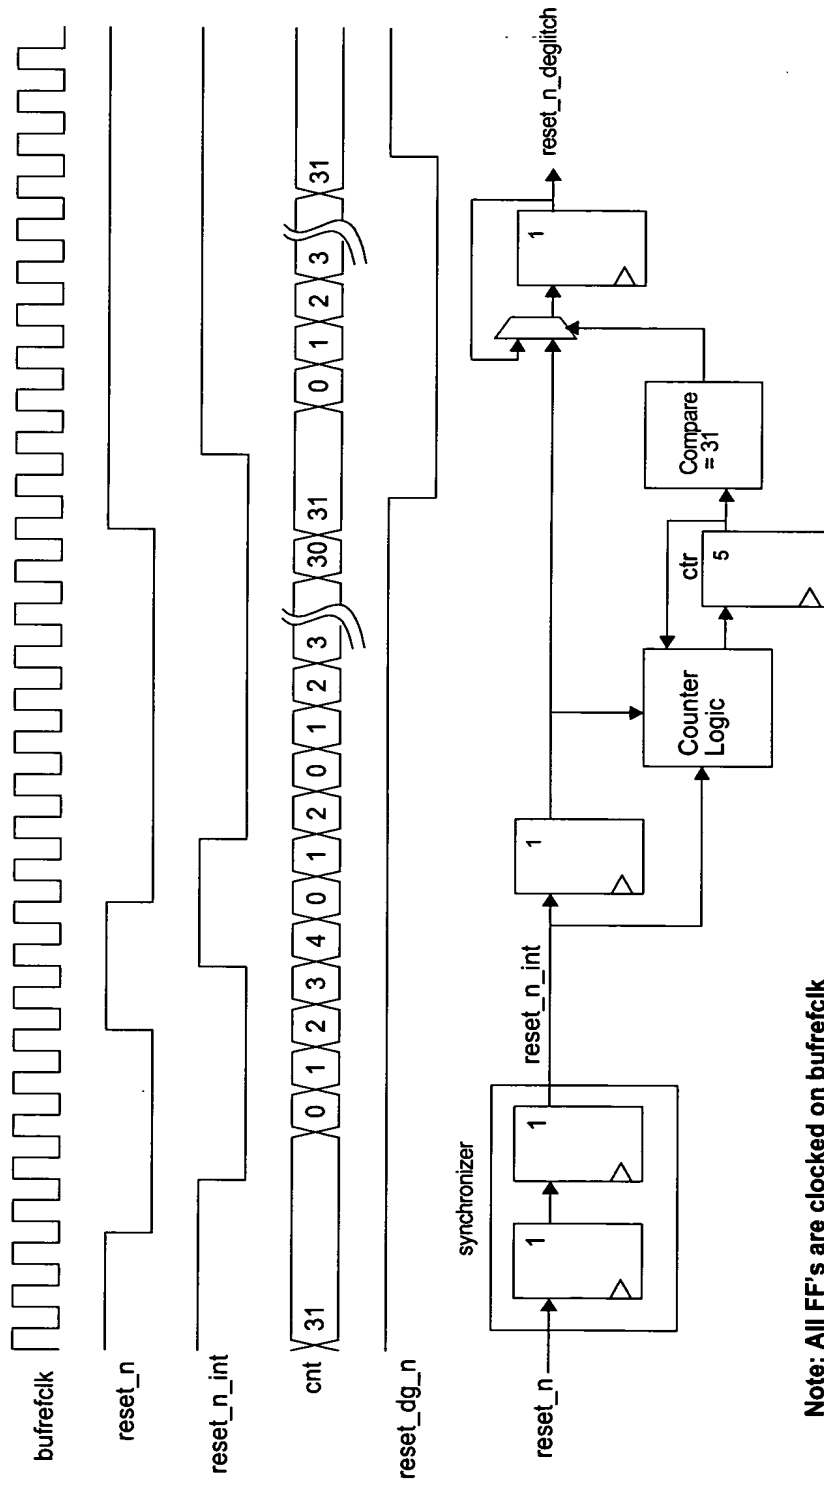 bufrefclk
reset_n
reset_n_int
cnt 31 0 1 2 3 4 0 1 2 0 1 2 3 30 31 0 1 2 3 31
reset_dg_n
synchronizer
reset_n
1
1
reset_n_int
1
Counter
Logic
ctr
5
Compare
= 31
1
reset_n_deglitch
Note: All FF's are clocked on bufrefclk